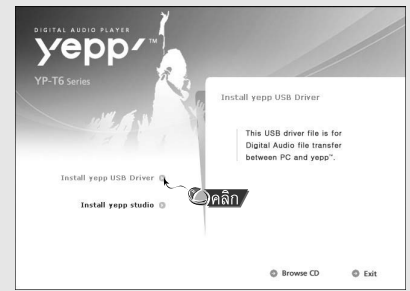 DIGITAL AUDIO PLAYER
yepp’™
YP-T6 Series
Install yepp USB Driver
This USB driver file is for
Digital Audio file transfer
between PC and yepp™.
Install yepp USB Driver
คลิก
Install yepp studio
Browse CD
Exit